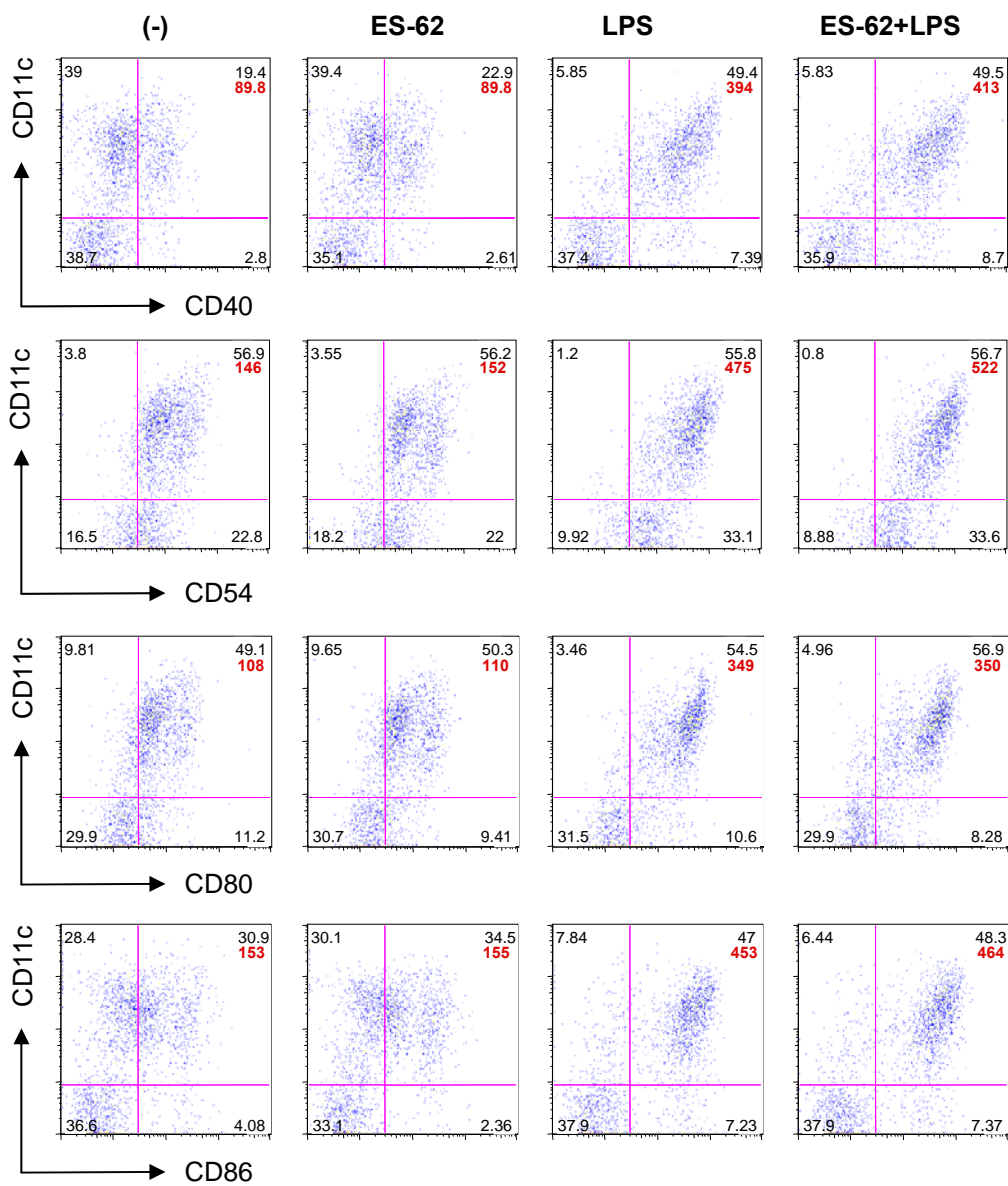 (-) ES-62 LPS ES-62+LPS
CD11c
39 19.4 39.4 22.9 5.85 49.4 5.83 49.5
89.8 89.8 394 413
38.7 2.8 35.1 2.61 37.4 7.39 35.9 8.7
CD40
CD11c
3.8 56.9 3.55 56.2 1.2 55.8 0.8 56.7
146 152 475 522
16.5 22.8 18.2 22 9.92 33.1 8.88 33.6
CD54
CD11c
9.81 49.1 9.65 50.3 3.46 54.5 4.96 56.9
108 110 349 350
29.9 11.2 30.7 9.41 31.5 10.6 29.9 8.28
CD80
CD11c
28.4 30.9 30.1 34.5 7.84 47 6.44 48.3
153 155 453 464
36.6 4.08 33.1 2.36 37.9 7.23 37.9 7.37
CD86